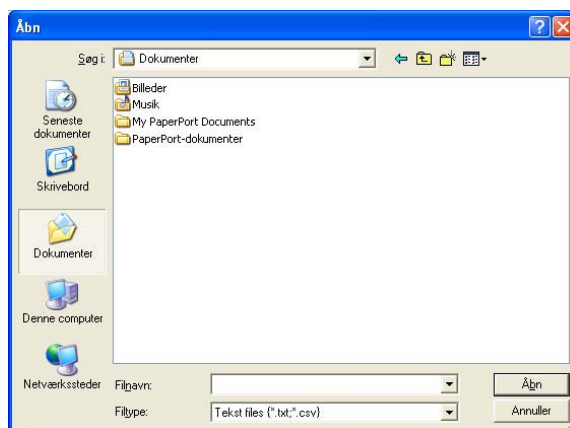 Åbn
Søg i: Dokumenter
Billeder
Musik
My PaperPort Documents
PaperPort-dokumenter
Seneste
dokumenter
Skrivebord
Dokumenter
Denne computer
Netværkssteder
Filnavn:
Åbn
Filtype: Tekst files {*.txt;*.csv}
Annuller